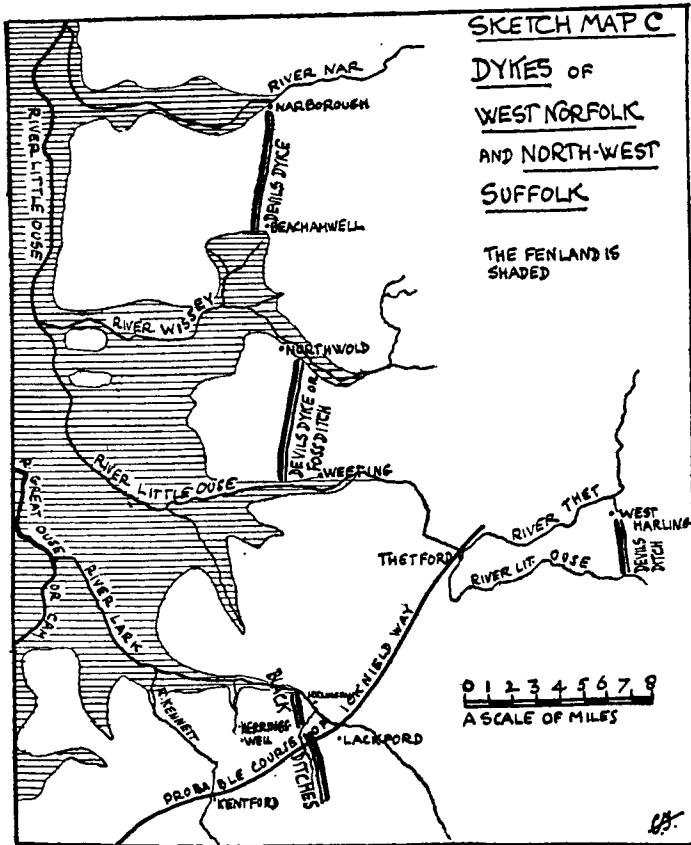 SKETCH MAP C
DYKES OF
WEST NORFOLK
AND NORTH-WEST
SUFFOLK
THE FENLAND IS
SHADED
RIVER NAR
NARBOROUGH
RIVER LITTLE OUSE
DEVILS DYKE
BEACHAMWELL
RIVER WISSEY
NORTHWOLD
DEVILS DYKE OR
FOSSDITCH
WEETING
RIVER LITTLE OUSE
R. GREAT OUSE
OR CAM
RIVER LARK
THETFORD
RIVER THET
WEST
HARLING
DEVILS
DITCH
RIVER LIT. OUSE
R. KENNETT
BLACK
DITCHES
HERRINGS
WELL
LACKFORD
KENTFORD
PROBABLE COURSE OF ICKNIELD WAY
0 1 2 3 4 5 6 7 8
A SCALE OF MILES